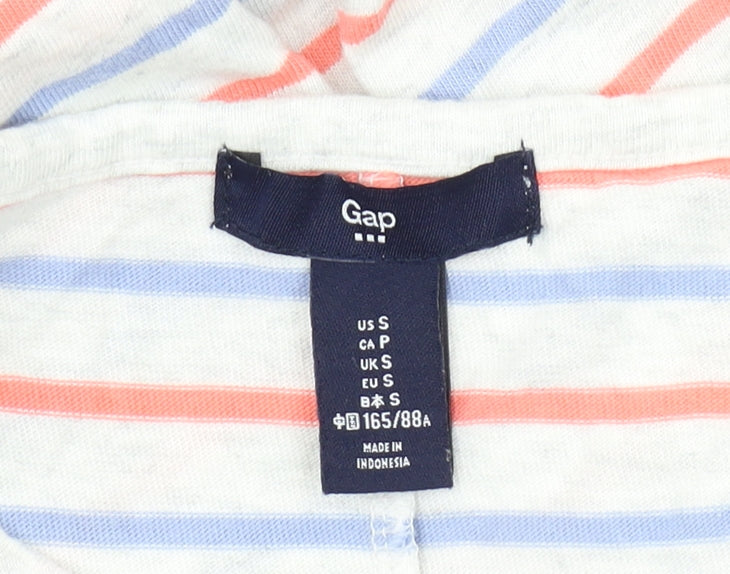 Gap
US S
CA P
UK S
EU S
日本 S
中国 165/88A
MADE IN
INDONESIA